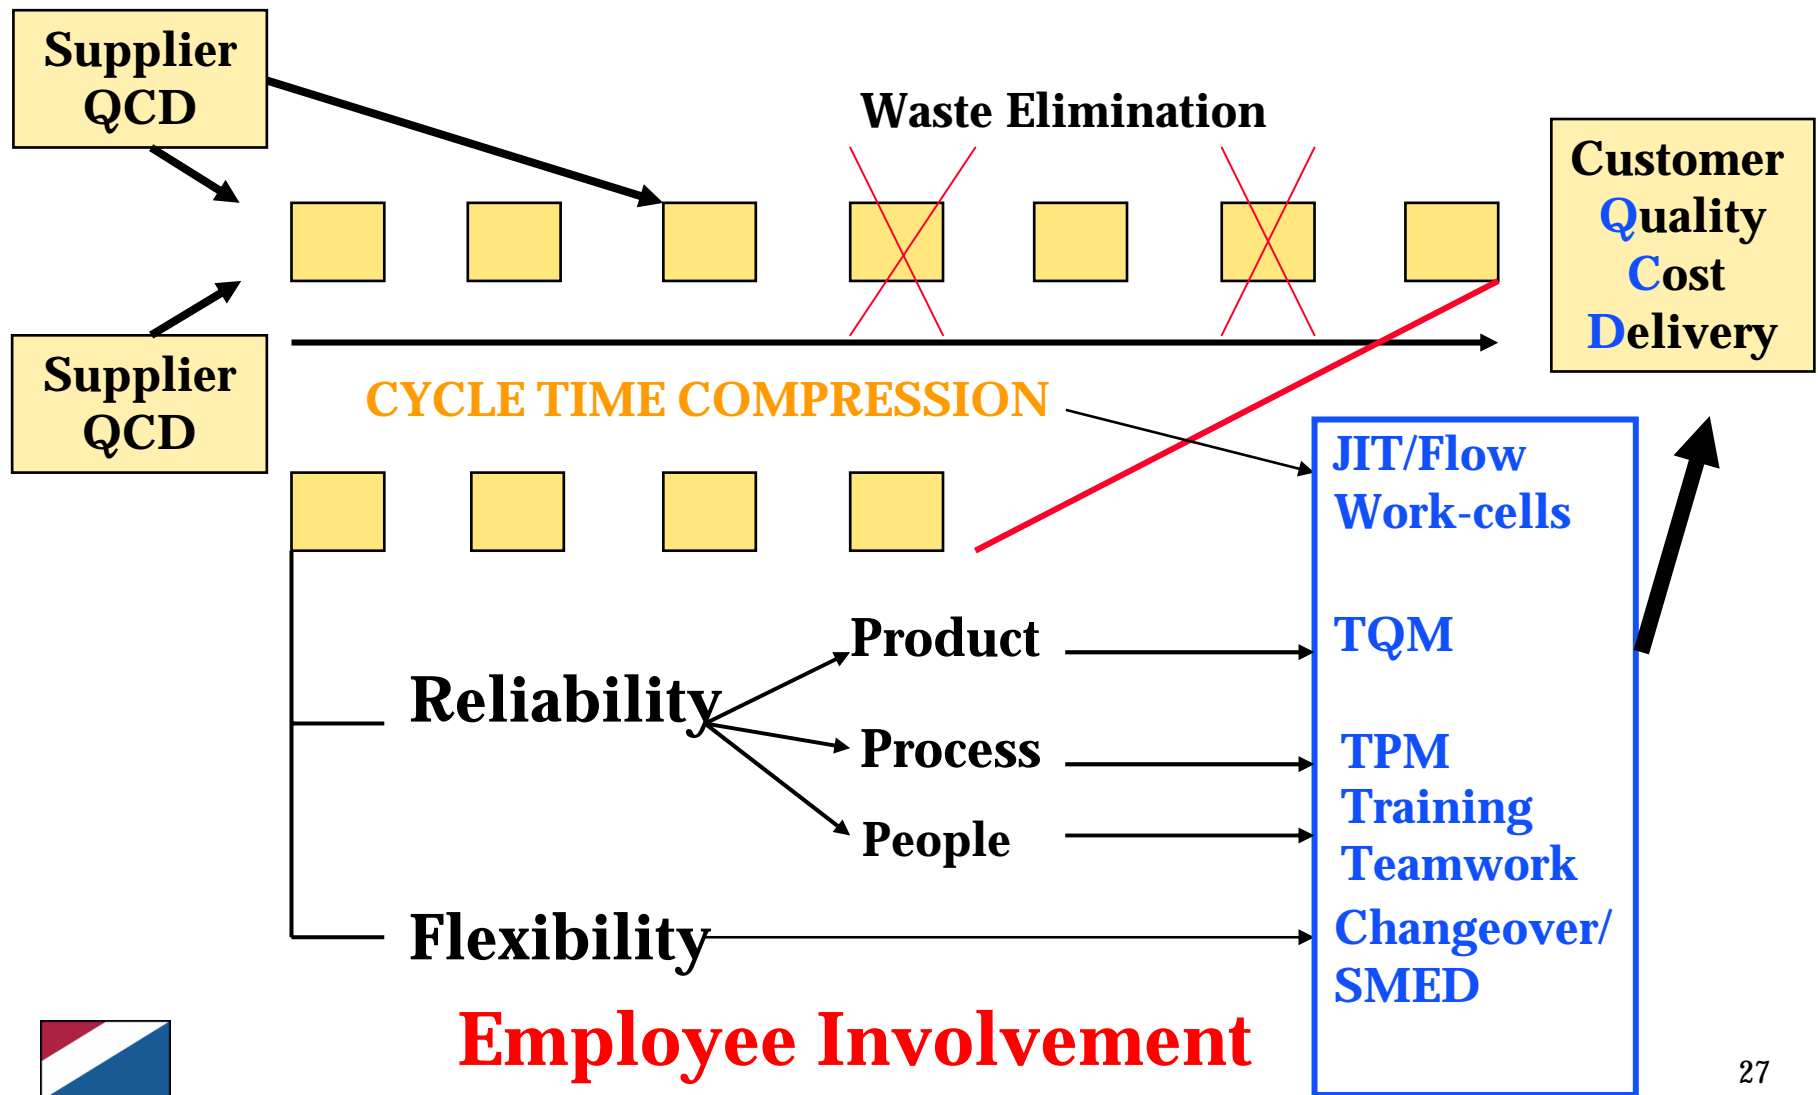 Supplier
QCD
Waste Elimination
Customer
Quality
Cost
Delivery
Supplier
QCD
CYCLE TIME COMPRESSION
JIT/Flow
Work-cells
Product
TQM
Reliability
Process
TPM
Training
People
Teamwork
Flexibility
Changeover/
SMED
Employee Involvement
27